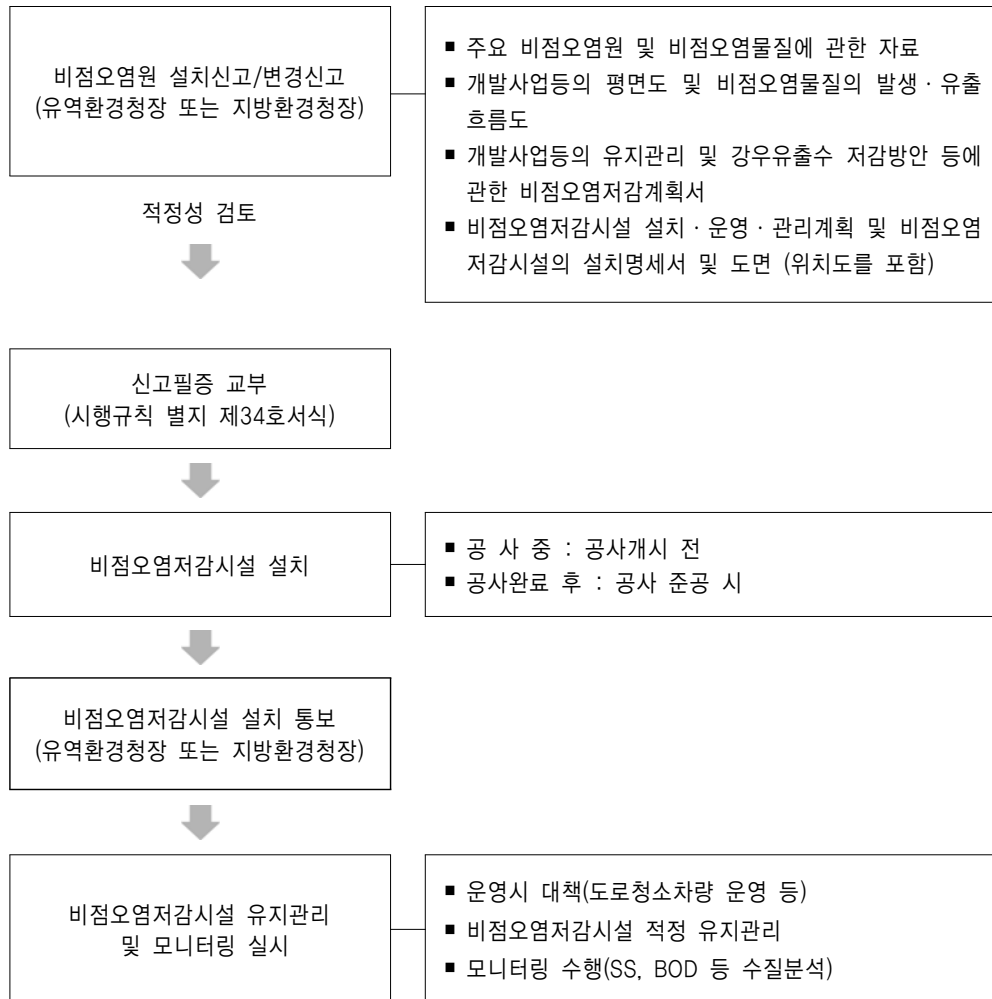 비점오염원 설치신고/변경신고
(유역환경청장 또는 지방환경청장)
■ 주요 비점오염원 및 비점오염물질에 관한 자료
■ 개발사업등의 평면도 및 비점오염물질의 발생 · 유출
흐름도
■ 개발사업등의 유지관리 및 강우유출수 저감방안 등에
관한 비점오염저감계획서
■ 비점오염저감시설 설치 · 운영 · 관리계획 및 비점오염
저감시설의 설치명세서 및 도면 (위치도를 포함)
적정성 검토
신고필증 교부
(시행규칙 별지 제34호서식)
비점오염저감시설 설치
■ 공 사 중 : 공사개시 전
■ 공사완료 후 : 공사 준공 시
비점오염저감시설 설치 통보
(유역환경청장 또는 지방환경청장)
비점오염저감시설 유지관리
및 모니터링 실시
■ 운영시 대책(도로청소차량 운영 등)
■ 비점오염저감시설 적정 유지관리
■ 모니터링 수행(SS, BOD 등 수질분석)